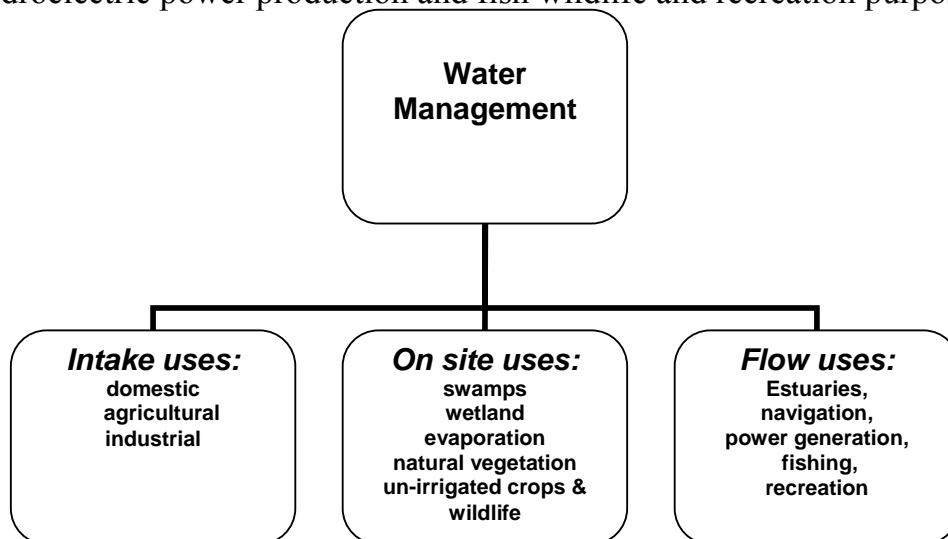 droelectric power production and fish wildlife and recreation purpos
Water
Management
Intake uses:
domestic
agricultural
industrial
On site uses:
swamps
wetland
evaporation
natural vegetation
un-irrigated crops &
wildlife
Flow uses:
Estuaries,
navigation,
power generation,
fishing,
recreation